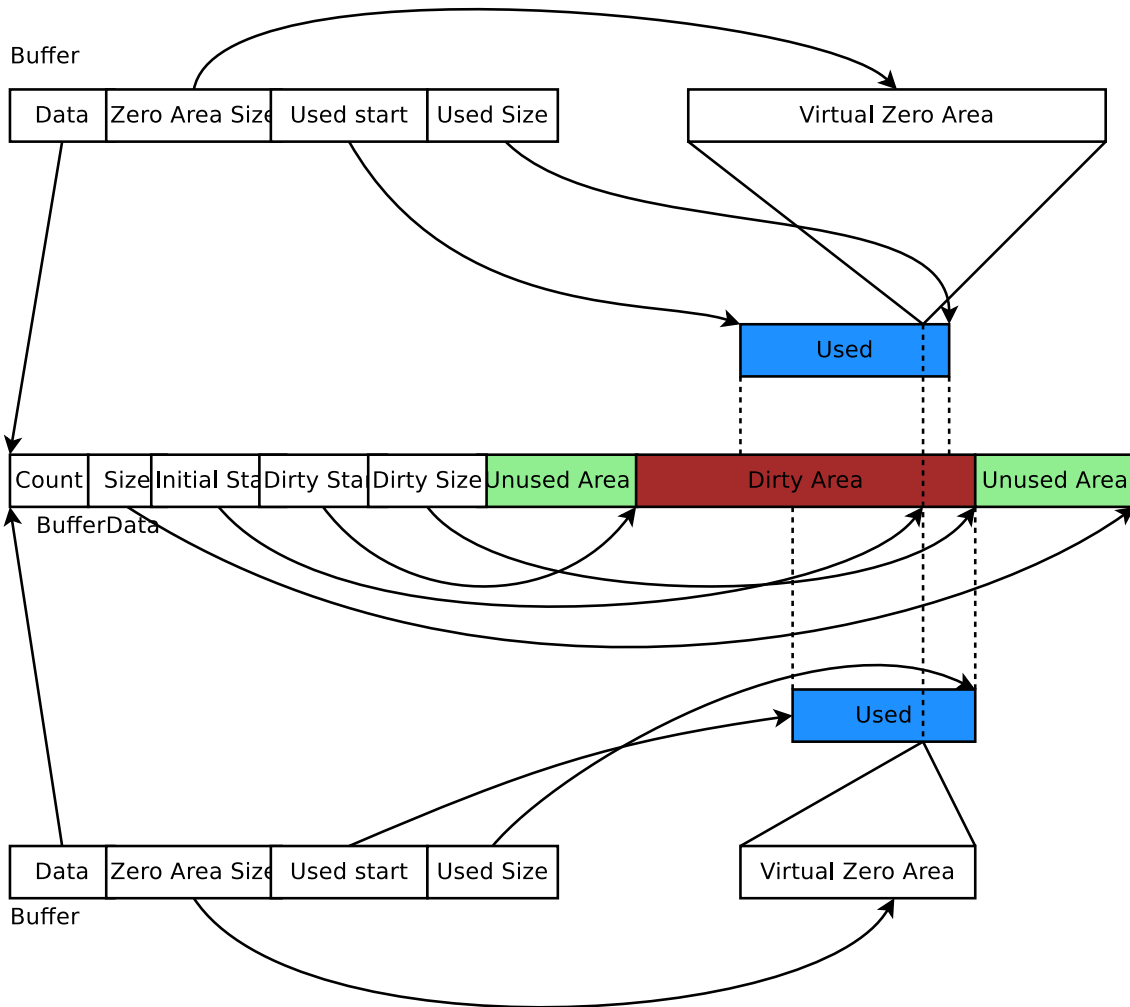 Buffer
Data Zero Area Size Used start Used Size Virtual Zero Area
Used
Count Size Initial Sta Dirty Star Dirty Size Unused Area Dirty Area Unused Area
BufferData
Used
Data Zero Area Size Used start Used Size Virtual Zero Area
Buffer